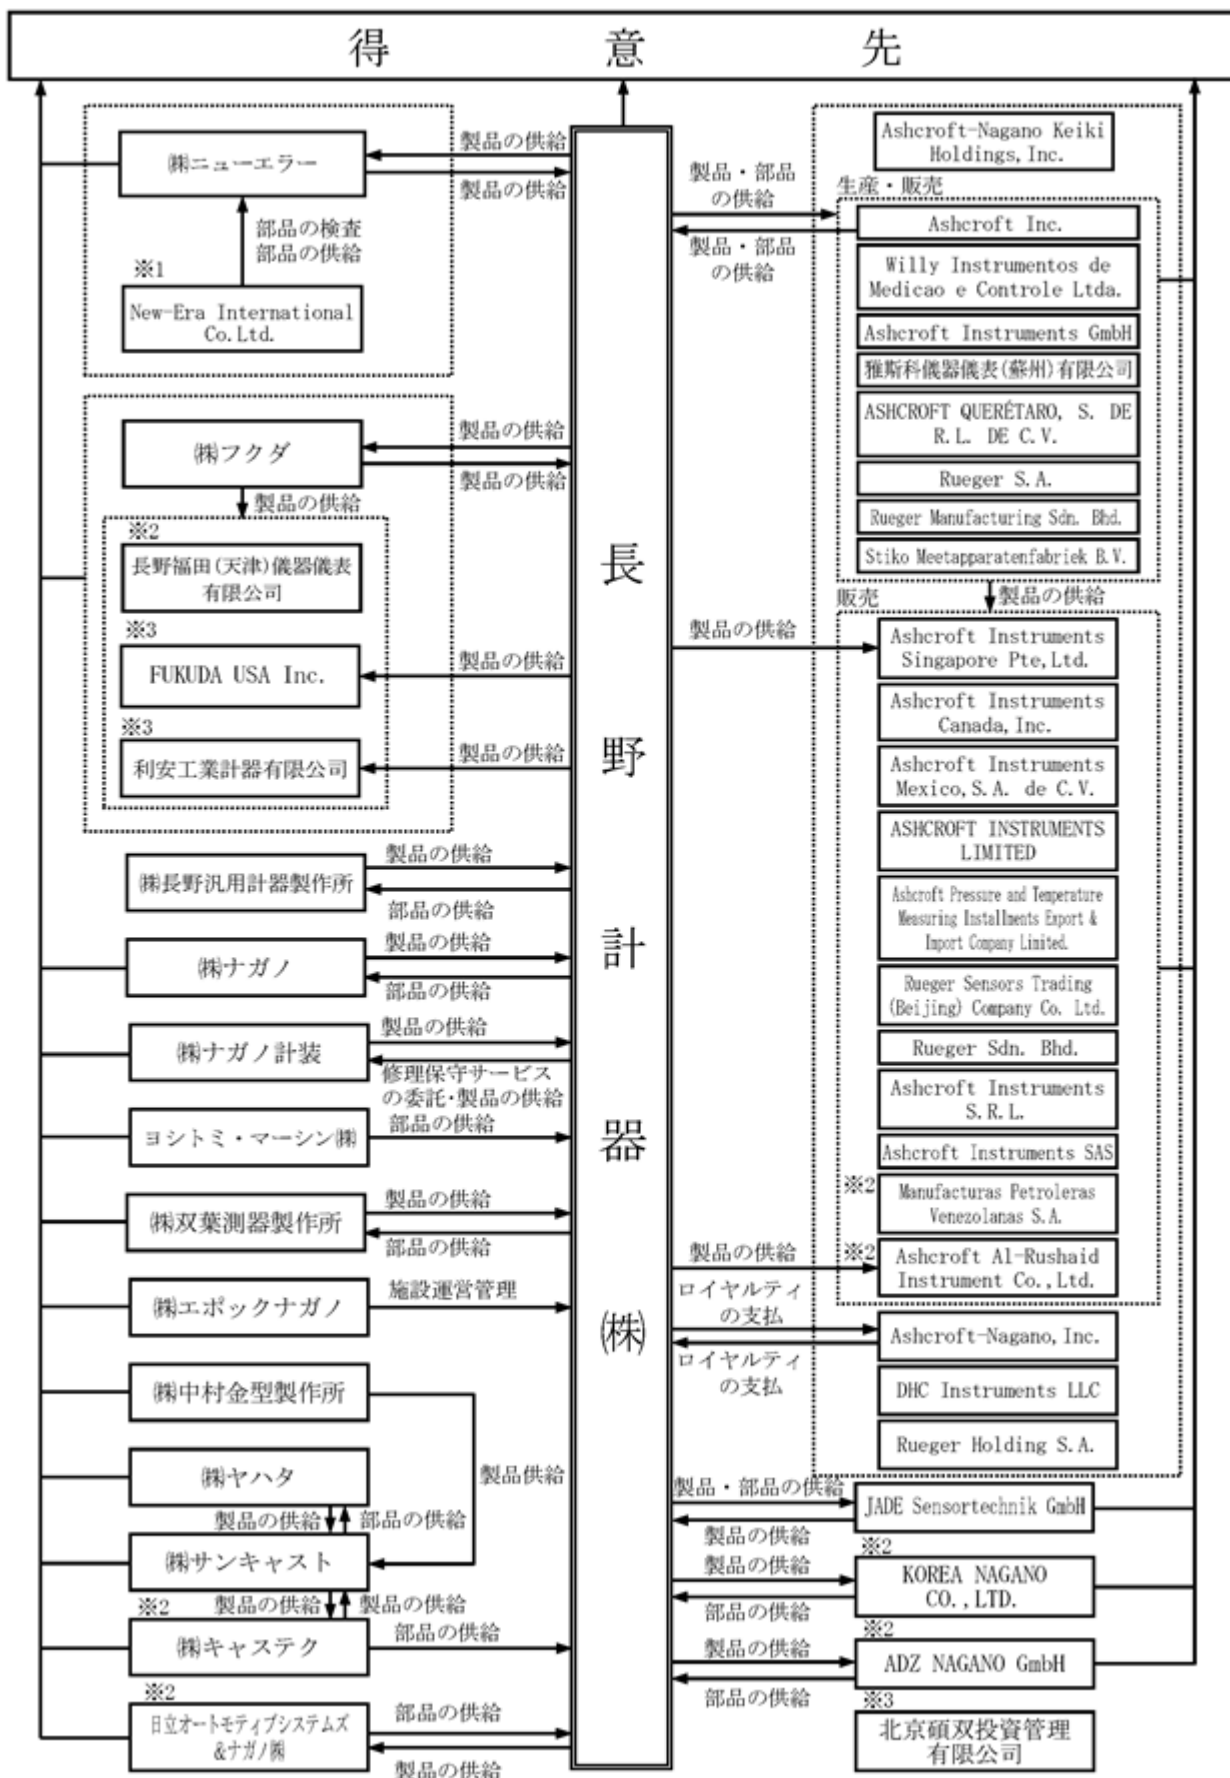 得意先
㈱ニューエラー
製品の供給
製品の供給
部品の検査
部品の供給
※1
New-Era International
Co.Ltd.
㈱フクダ
製品の供給
製品の供給
製品の供給
※2
長野福田(天津)儀器儀表
有限公司
※3
FUKUDA USA Inc.
製品の供給
※3
利安工業計器有限公司
製品の供給
㈱長野汎用計器製作所
製品の供給
部品の供給
㈱ナガノ
製品の供給
部品の供給
㈱ナガノ計装
製品の供給
修理保守サービス
の委託・製品の供給
ヨシトミ・マーシン㈱
部品の供給
㈱双葉測器製作所
製品の供給
部品の供給
㈱エポックナガノ
施設運営管理
㈱中村金型製作所
製品供給
㈱ヤハタ
製品の供給
部品の供給
㈱サンキャスト
製品の供給
製品の供給
※2
㈱キャステク
部品の供給
※2
日立オートモティブシステムズ
&ナガノ㈱
部品の供給
製品の供給
長野計器㈱
Ashcroft-Nagano Keiki
Holdings,Inc.
生産・販売
製品・部品
の供給
製品・部品
の供給
Ashcroft Inc.
Willy Instrumentos de
Medicao e Controle Ltda.
Ashcroft Instruments GmbH
雅斯科儀器儀表(蘇州)有限公司
ASHCROFT QUERÉTARO, S. DE
R.L. DE C.V.
Rueger S.A.
Rueger Manufacturing Sdn. Bhd.
Stiko Meetapparatenfabriek B.V.
製品の供給
販売
製品の供給
Ashcroft Instruments
Singapore Pte,Ltd.
Ashcroft Instruments
Canada,Inc.
Ashcroft Instruments
Mexico,S.A. de C.V.
ASHCROFT INSTRUMENTS
LIMITED
Ashcroft Pressure and Temperature
Measuring Installments Export &
Import Company Limited.
Rueger Sensors Trading
(Beijing) Company Co. Ltd.
Rueger Sdn. Bhd.
Ashcroft Instruments
S.R.L.
Ashcroft Instruments SAS
※2
Manufacturas Petroleras
Venezolanas S.A.
※2
Ashcroft Al-Rushaid
Instrument Co.,Ltd.
製品の供給
ロイヤルティ
の支払
Ashcroft-Nagano,Inc.
ロイヤルティ
の支払
DHC Instruments LLC
Rueger Holding S.A.
製品・部品の供給
JADE Sensortechnik GmbH
製品の供給
※2
製品の供給
KOREA NAGANO
CO.,LTD.
部品の供給
※2
製品の供給
ADZ NAGANO GmbH
部品の供給
※3
北京碩双投資管理
有限公司